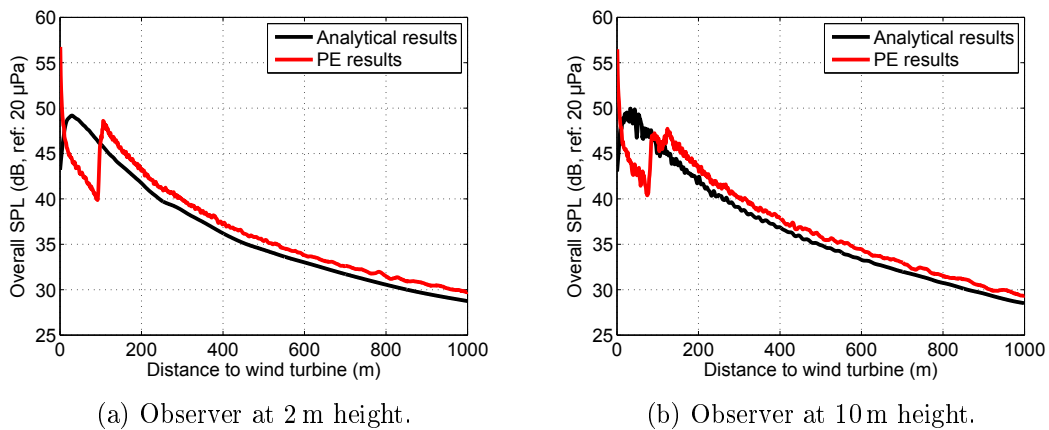 60
55
50
45
40
35
30
25
0 200 400 600 800 1000
Overall SPL (dB, ref. 20 µPa)
Distance to wind turbine (m)
Analytical results
PE results
(a) Observer at 2 m height.
60
55
50
45
40
35
30
25
0 200 400 600 800 1000
Overall SPL (dB, ref. 20 µPa)
Distance to wind turbine (m)
Analytical results
PE results
(b) Observer at 10 m height.